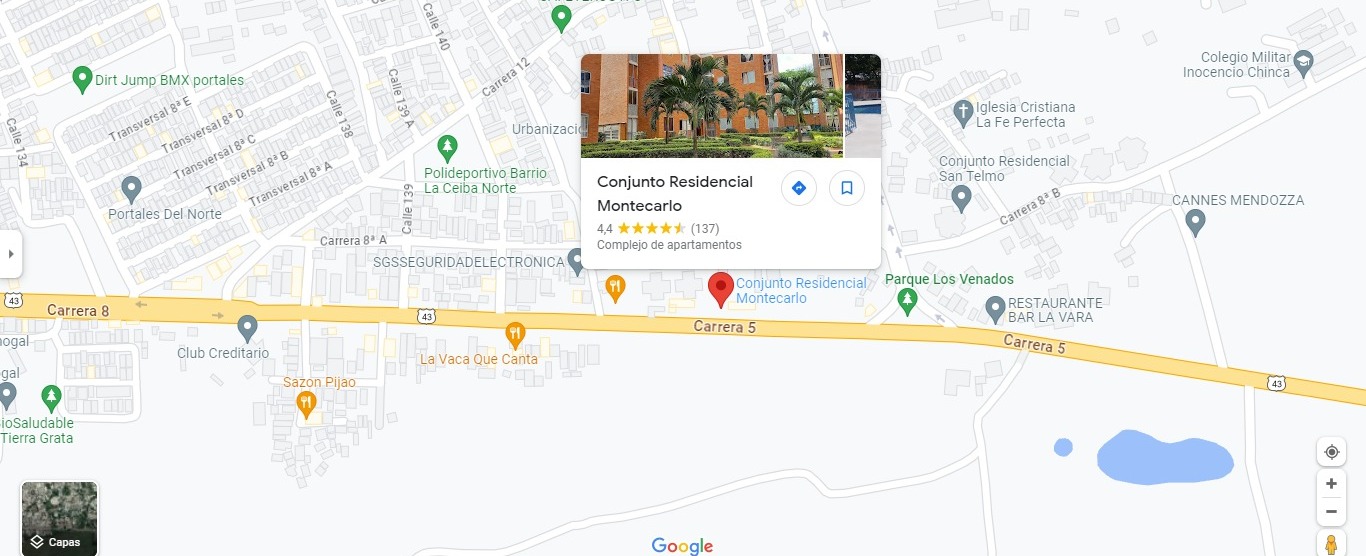 Calle 140
Carrera 12
Dirt Jump BMX portales
Calle 139 A
Calle 138
Transversal 8ª E
Transversal 8ª D
Transversal 8ª C
Transversal 8ª B
Transversal 8ª A
Calle 134
Colegio Militar
Inocencio Chinca
Iglesia Cristiana
La Fe Perfecta
Polideportivo Barrio
La Ceiba Norte
Portales Del Norte
Calle 139
Conjunto Residencial
Montecarlo
4,4
(137)
Complejo de apartamentos
Conjunto Residencial
San Telmo
Carrera 8ª B
CANNES MENDOZZA
Carrera 8ª A
SGSSEGURIDADELECTRONICA
Conjunto Residencial
Montecarlo
Parque Los Venados
RESTAURANTE
BAR LA VARA
43
Carrera 8
43
Carrera 5
Carrera 5
43
Club Creditario
La Vaca Que Canta
Sazon Pijao
Tierra Grata
Capas
Google